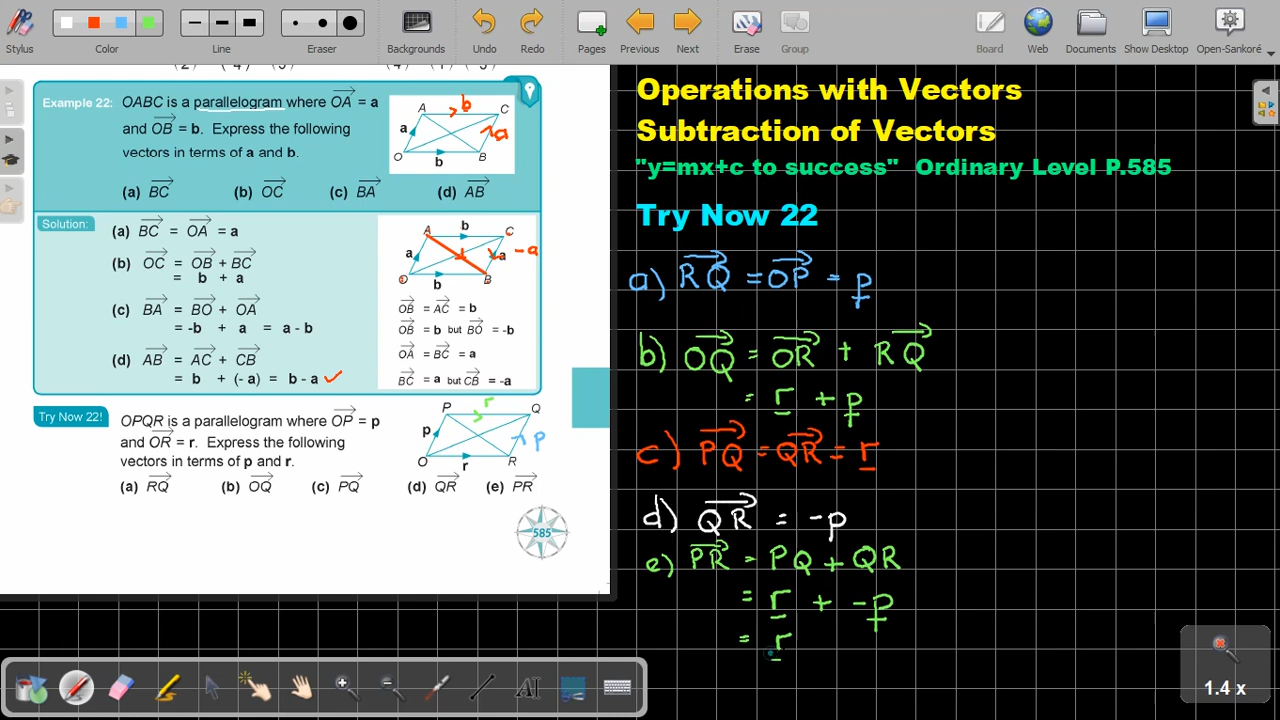 Stylus Color Line Eraser Backgrounds Undo Redo Pages Previous Next Erase Group Board Web Documents Show Desktop Open-Sankoré
Example 22: OABC is a parallelogram where OA = a
and OB = b. Express the following
vectors in terms of a and b.
(a) BC (b) OC (c) BA (d) AB
A b C
a a
O b B
Solution:
(a) BC = OA = a
(b) OC = OB + BC
= b + a
(c) BA = BO + OA
= -b + a = a - b
(d) AB = AC + CB
= b + (- a) = b - a
A b C
a a -a
O b B
OB = AC = b
OB = b but BO = -b
OA = BC = a
BC = a but CB = -a
Try Now 22!
OPQR is a parallelogram where OP = p
and OR = r. Express the following
vectors in terms of p and r.
(a) RQ (b) OQ (c) PQ (d) QR (e) PR
P r Q
p p
O r R
585
Operations with Vectors
Subtraction of Vectors
"y=mx+c to success" Ordinary Level P.585
Try Now 22
a) RQ = OP = p
b) OQ = OR + RQ
= r + p
c) PQ = QR = r
d) QR = -p
e) PR = PQ + QR
= r + -p
= r
1.4 x